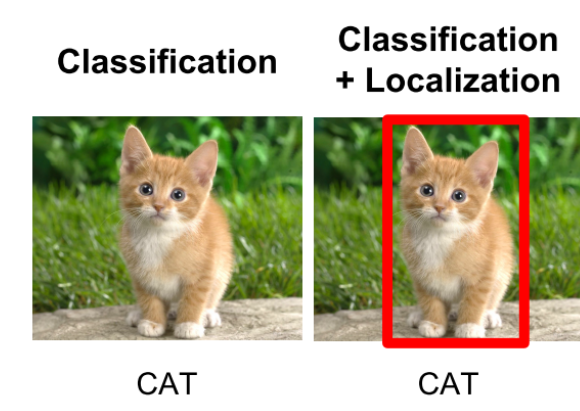 Classification
Classification
+ Localization
CAT
CAT